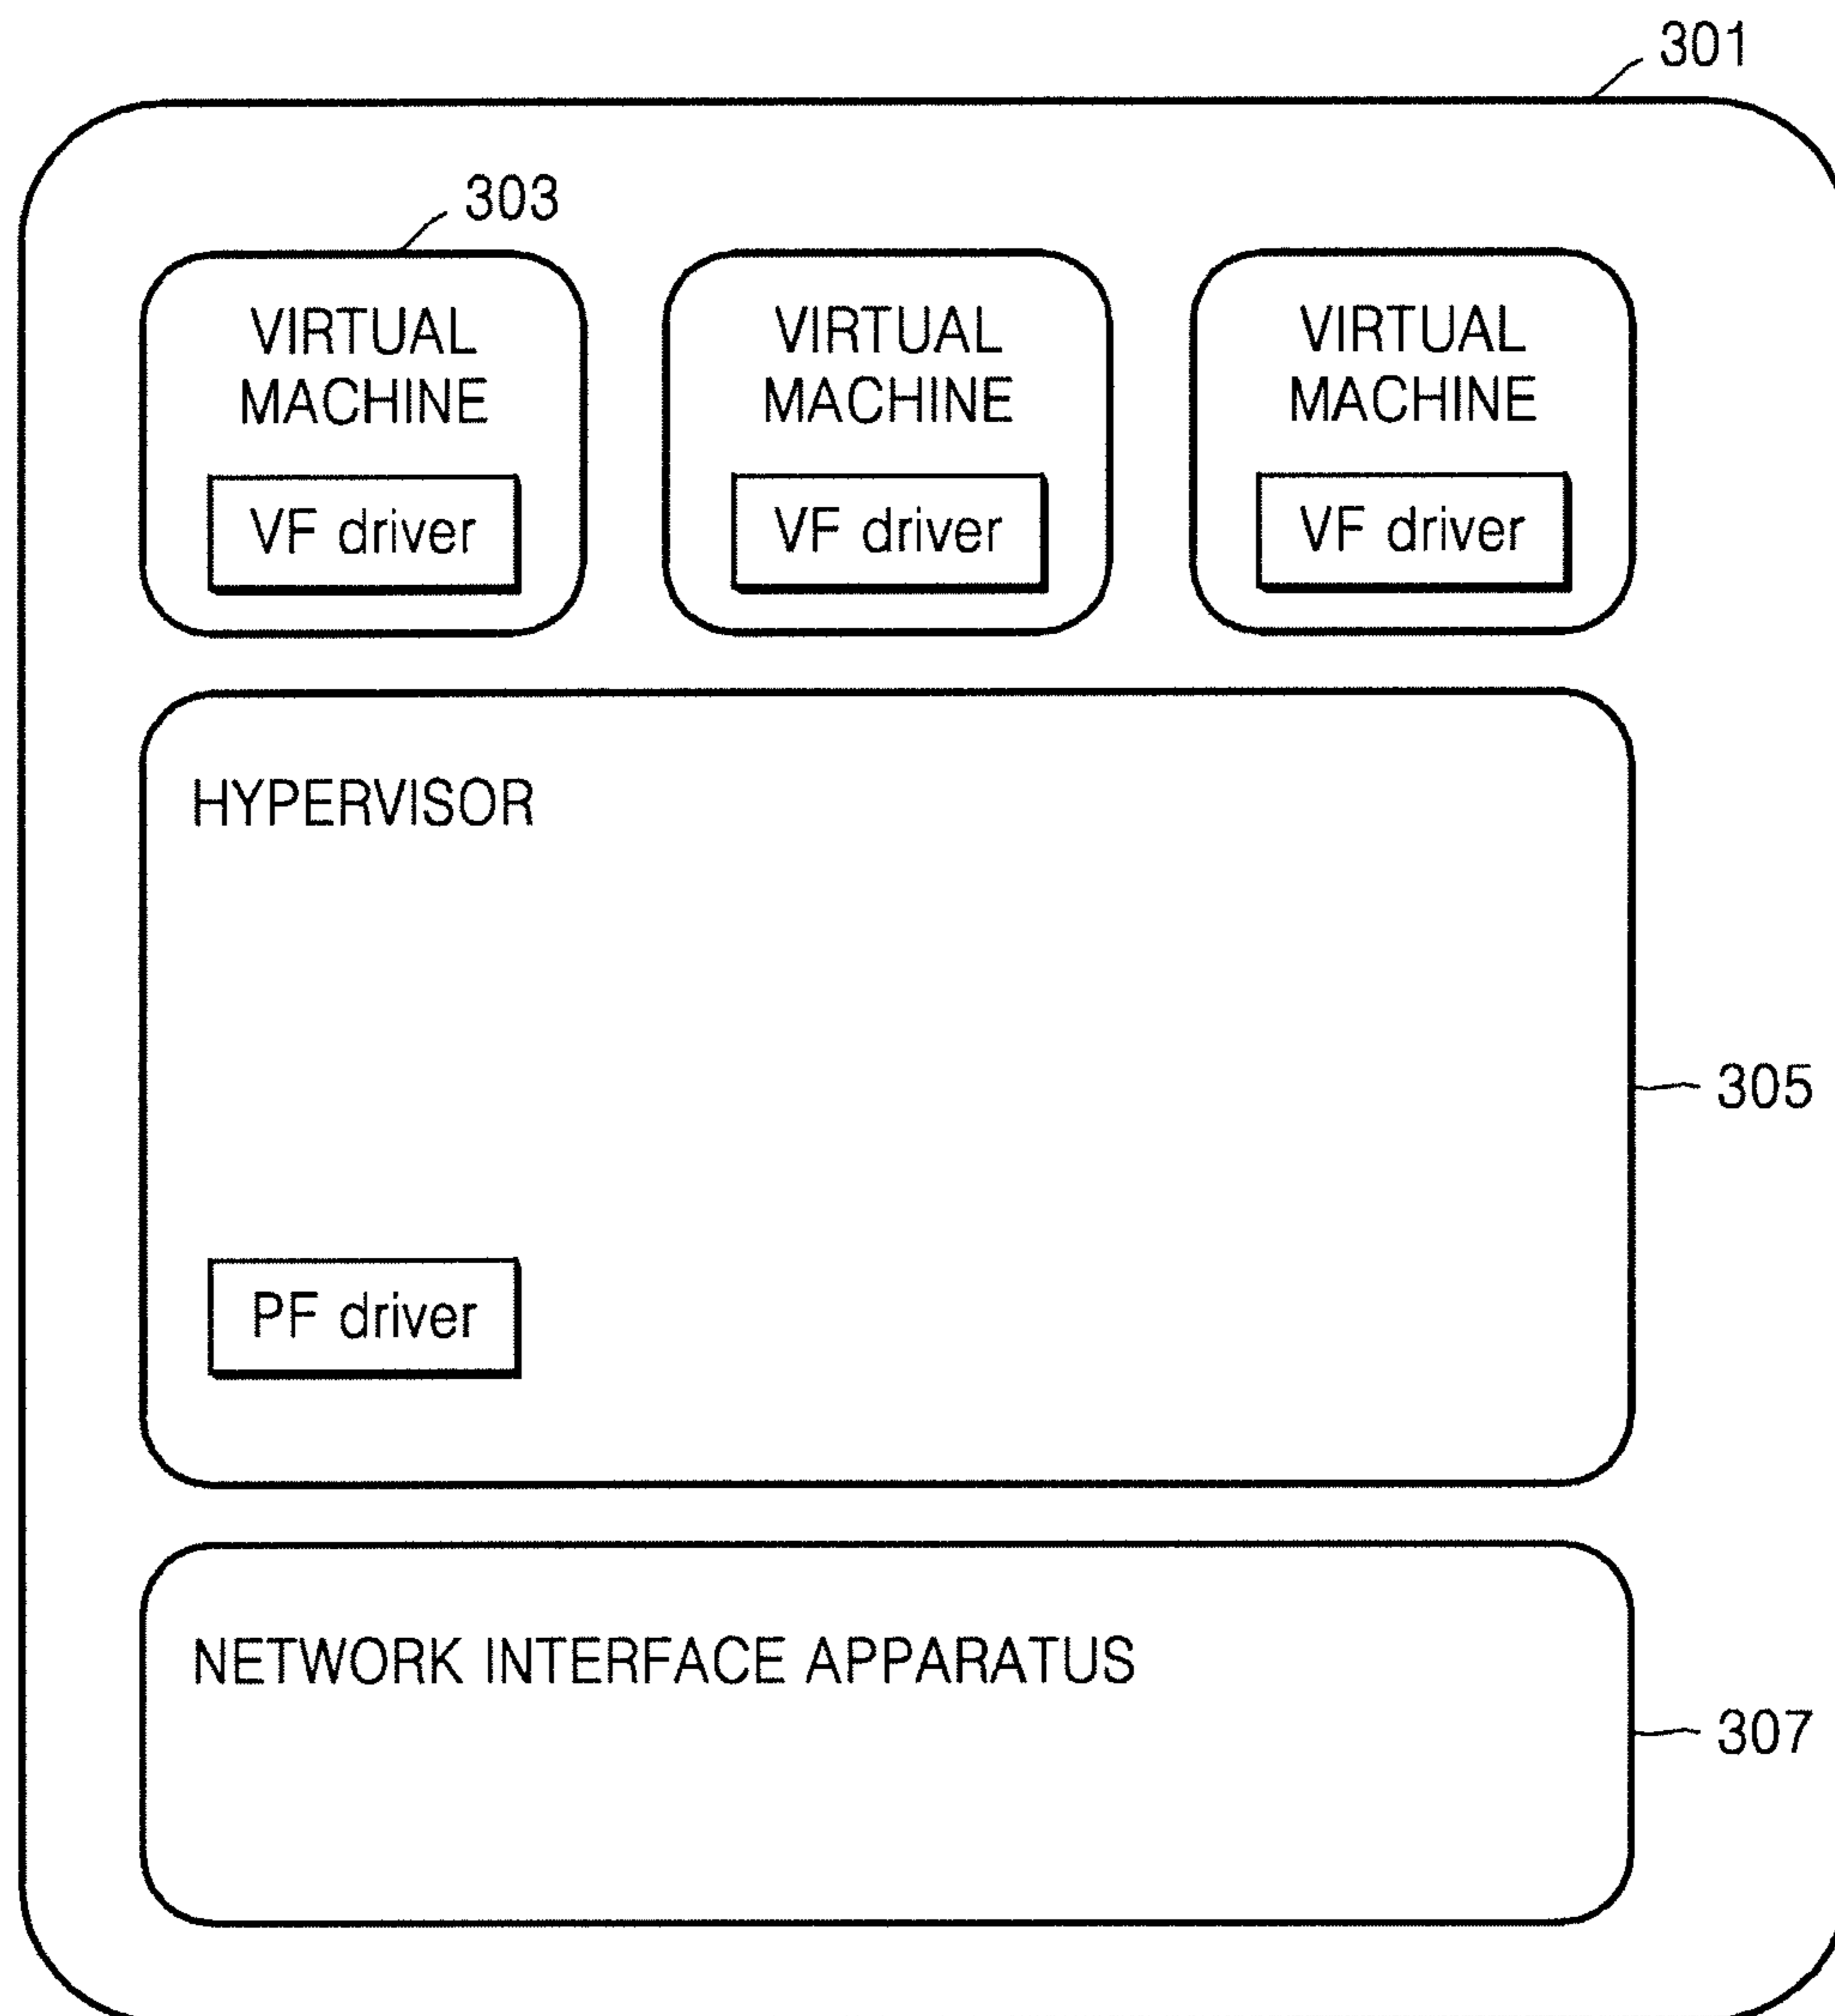 301
303
VIRTUAL
MACHINE
VF driver
VIRTUAL
MACHINE
VF driver
VIRTUAL
MACHINE
VF driver
HYPERVISOR
305
PF driver
NETWORK INTERFACE APPARATUS
307